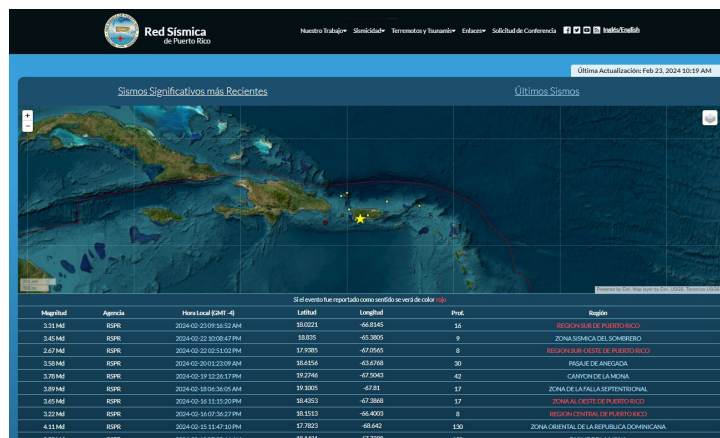 Red Sísmica
de Puerto Rico
Nuestro Trabajo Sismicidad Terremotos y Tsunamis Enlaces Solicitud de Conferencia Inglés/English
Última Actualización: Feb 23, 2024 10:19 AM
Sismos Significativos más Recientes Últimos Sismos
+
−
Powered by Esri, Map layer by Esri, USGS, Tectonics USGS
Si el evento fue reportado como sentido se verá de color rojo
Magnitud Agencia Hora Local (GMT -4) Latitud Longitud Prof. Región
3.31 Md RSPR 2024-02-23 09:16:52 AM 18.0221 -66.8145 16 REGION SUR DE PUERTO RICO
3.45 Md RSPR 2024-02-22 10:08:47 PM 18.835 -65.3805 9 ZONA SISMICA DEL SOMBRERO
2.67 Md RSPR 2024-02-22 02:51:02 PM 17.9385 -67.0565 8 REGION SUR-OESTE DE PUERTO RICO
3.58 Md RSPR 2024-02-20 01:23:09 AM 18.6156 -63.6768 30 PASAJE DE ANEGADA
3.78 Md RSPR 2024-02-19 12:26:17 PM 19.2746 -67.5043 42 CANYON DE LA MONA
3.89 Md RSPR 2024-02-18 06:36:05 AM 19.1005 -67.81 17 ZONA DE LA FALLA SEPTENTRIONAL
3.65 Md RSPR 2024-02-16 11:15:20 PM 18.4353 -67.3868 17 ZONA AL OESTE DE PUERTO RICO
3.22 Md RSPR 2024-02-16 07:36:27 PM 18.1513 -66.4003 8 REGION CENTRAL DE PUERTO RICO
4.11 Md RSPR 2024-02-15 11:47:10 PM 17.7823 -68.642 130 ZONA ORIENTAL DE LA REPUBLICA DOMINICANA